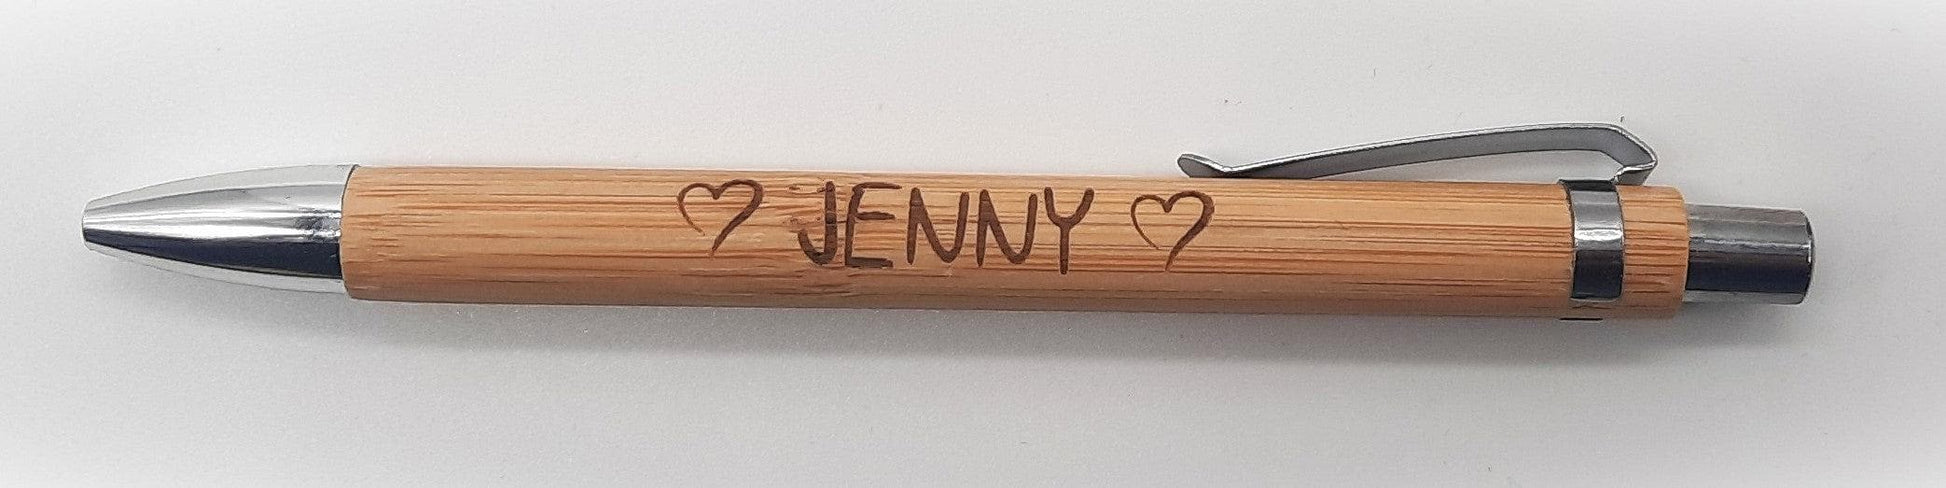 ♡ JENNY ♡